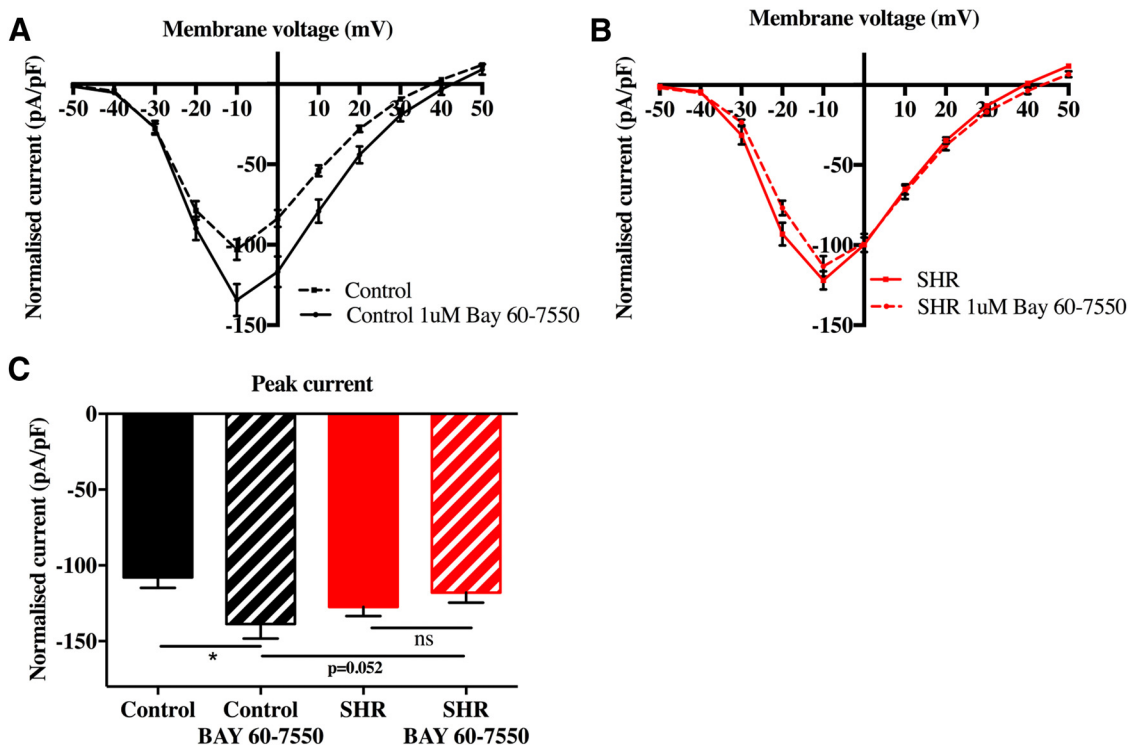 A
Membrane voltage (mV)
Normalised current (pA/pF)
-50 -40 -30 -20 -10 10 20 30 40 50
-50
-100
-150
Control
Control 1uM Bay 60-7550
B
Membrane voltage (mV)
Normalised current (pA/pF)
-50 -40 -30 -20 -10 10 20 30 40 50
-50
-100
-150
SHR
SHR 1uM Bay 60-7550
C
Peak current
Normalised current (pA/pF)
0
-50
-100
-150
*
ns
p=0.052
Control
Control
BAY 60-7550
SHR
SHR
BAY 60-7550